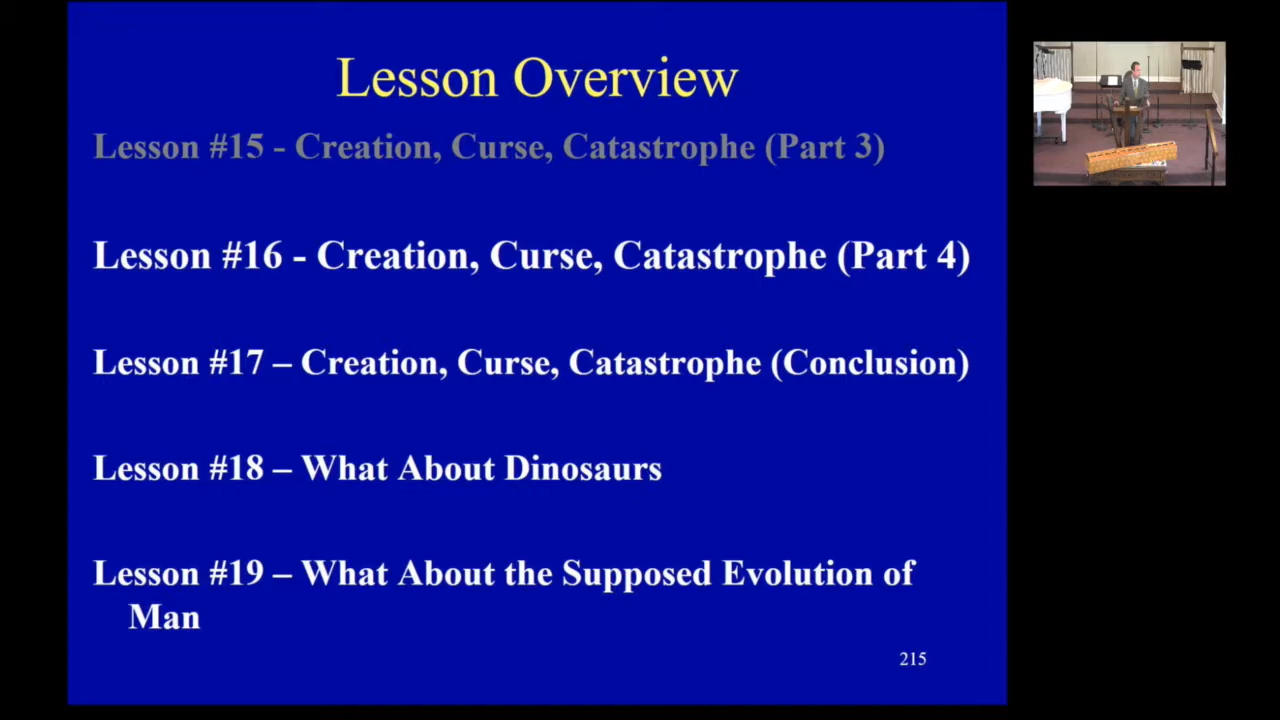 Lesson Overview
Lesson #15 - Creation, Curse, Catastrophe (Part 3)
Lesson #16 - Creation, Curse, Catastrophe (Part 4)
Lesson #17 – Creation, Curse, Catastrophe (Conclusion)
Lesson #18 – What About Dinosaurs
Lesson #19 – What About the Supposed Evolution of
Man
215